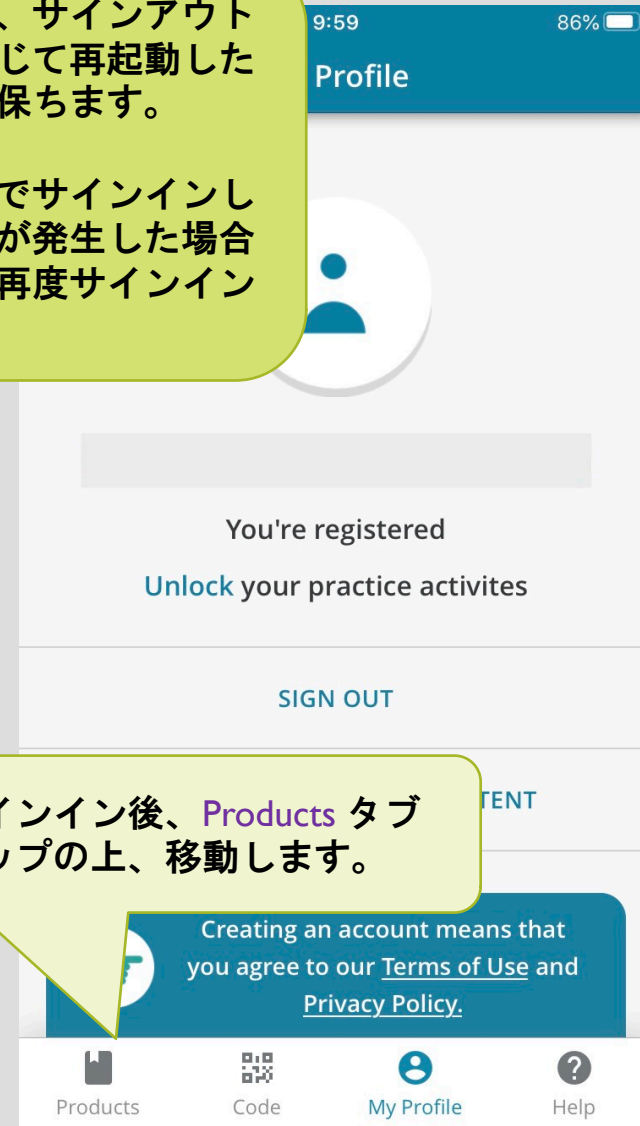 、サインアウト
じて再起動した
保ちます。
でサインインし
が発生した場合
再度サインイン
9:59
86%
Profile
You're registered
Unlock your practice activites
SIGN OUT
TENT
インイン後、Products タブ
ップの上、移動します。
Creating an account means that
you agree to our Terms of Use and
Privacy Policy.
Products
Code
My Profile
Help